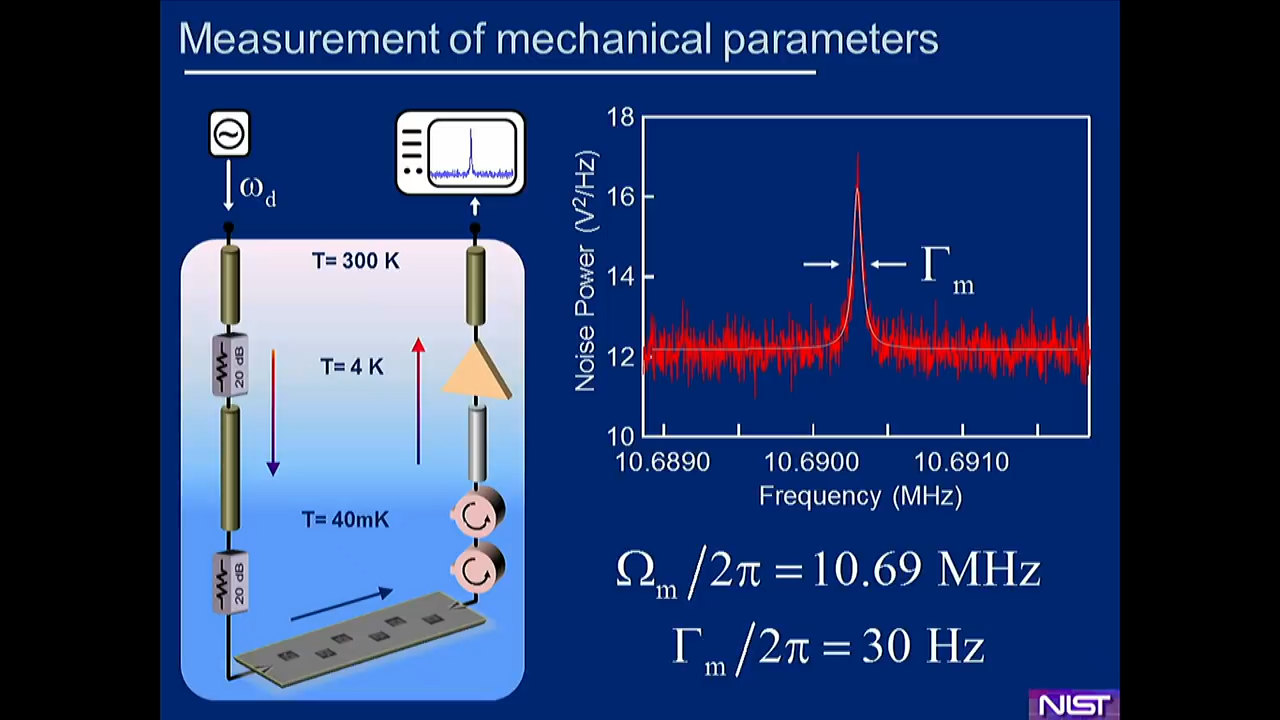 Measurement of mechanical parameters
ω_d
T= 300 K
20 dB
T= 4 K
T= 40mK
20 dB
Noise Power (V²/Hz)
18
16
14
12
10
Γ_m
10.6890 10.6900 10.6910
Frequency (MHz)
Ω_m/2π = 10.69 MHz
Γ_m/2π = 30 Hz
NIST